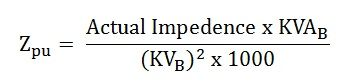 Z_pu = Actual Impedence x KVA_B
(KV_B)² x 1000